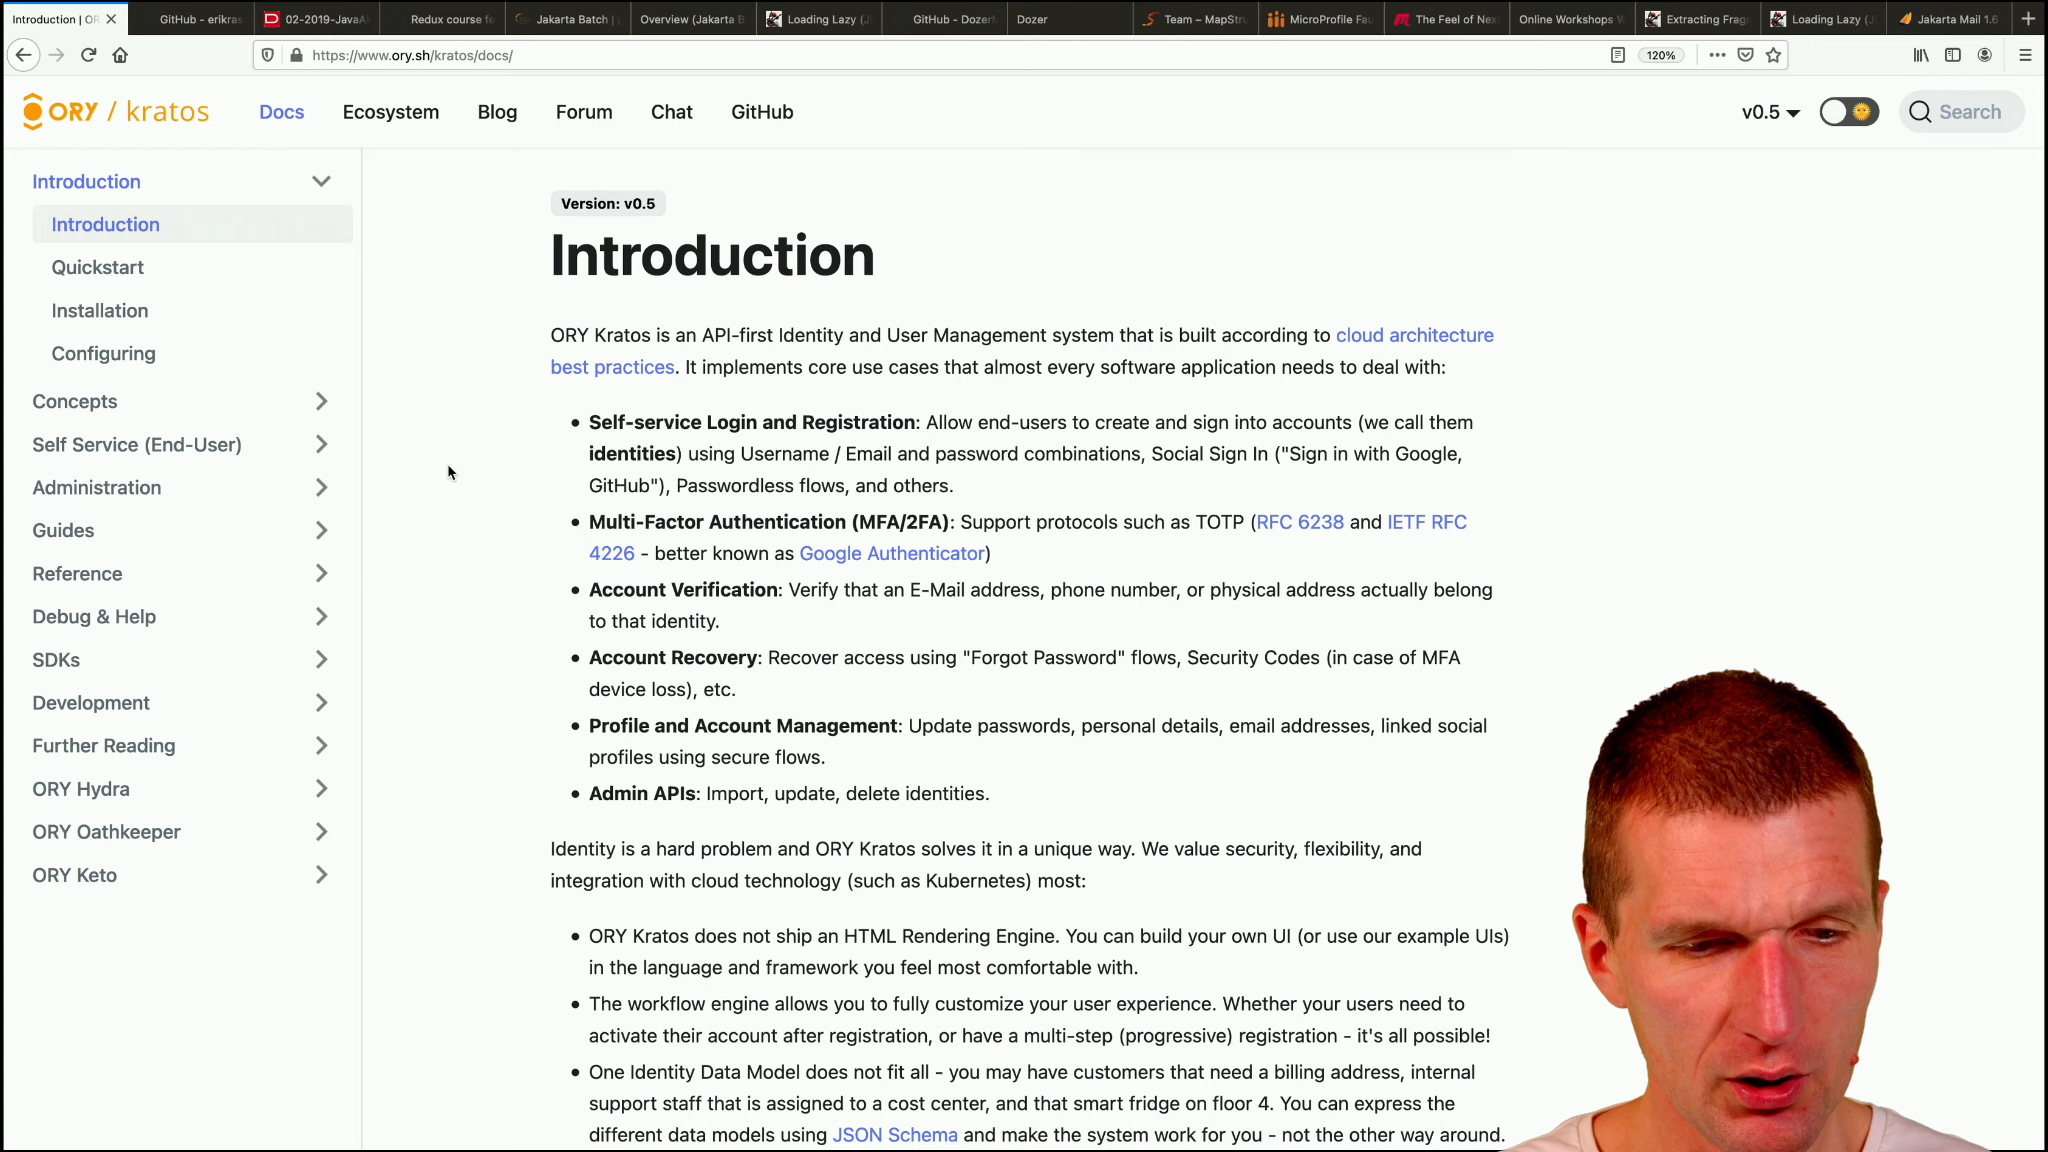 Introduction | O
GitHub - erikras
02-2019-JavaA
Redux course fe
Jakarta Batch |
Overview (Jakarta B
Loading Lazy (J
GitHub - Dozer
Dozer
Team – MapStru
MicroProfile Fau
The Feel of Nex
Online Workshops
Extracting Frag
Loading Lazy (J
Jakarta Mail 1.6
https://www.ory.sh/kratos/docs/
120%
ORY / kratos
Docs
Ecosystem
Blog
Forum
Chat
GitHub
v0.5
Search
Introduction
Introduction
Quickstart
Installation
Configuring
Concepts
Self Service (End-User)
Administration
Guides
Reference
Debug & Help
SDKs
Development
Further Reading
ORY Hydra
ORY Oathkeeper
ORY Keto
Version: v0.5
Introduction
ORY Kratos is an API-first Identity and User Management system that is built according to cloud architecture
best practices. It implements core use cases that almost every software application needs to deal with:
• Self-service Login and Registration: Allow end-users to create and sign into accounts (we call them
identities) using Username / Email and password combinations, Social Sign In ("Sign in with Google,
GitHub"), Passwordless flows, and others.
• Multi-Factor Authentication (MFA/2FA): Support protocols such as TOTP (RFC 6238 and IETF RFC
4226 - better known as Google Authenticator)
• Account Verification: Verify that an E-Mail address, phone number, or physical address actually belong
to that identity.
• Account Recovery: Recover access using "Forgot Password" flows, Security Codes (in case of MFA
device loss), etc.
• Profile and Account Management: Update passwords, personal details, email addresses, linked social
profiles using secure flows.
• Admin APIs: Import, update, delete identities.
Identity is a hard problem and ORY Kratos solves it in a unique way. We value security, flexibility, and
integration with cloud technology (such as Kubernetes) most:
• ORY Kratos does not ship an HTML Rendering Engine. You can build your own UI (or use our example UIs)
in the language and framework you feel most comfortable with.
• The workflow engine allows you to fully customize your user experience. Whether your users need to
activate their account after registration, or have a multi-step (progressive) registration - it's all possible!
• One Identity Data Model does not fit all - you may have customers that need a billing address, internal
support staff that is assigned to a cost center, and that smart fridge on floor 4. You can express the
different data models using JSON Schema and make the system work for you - not the other way around.